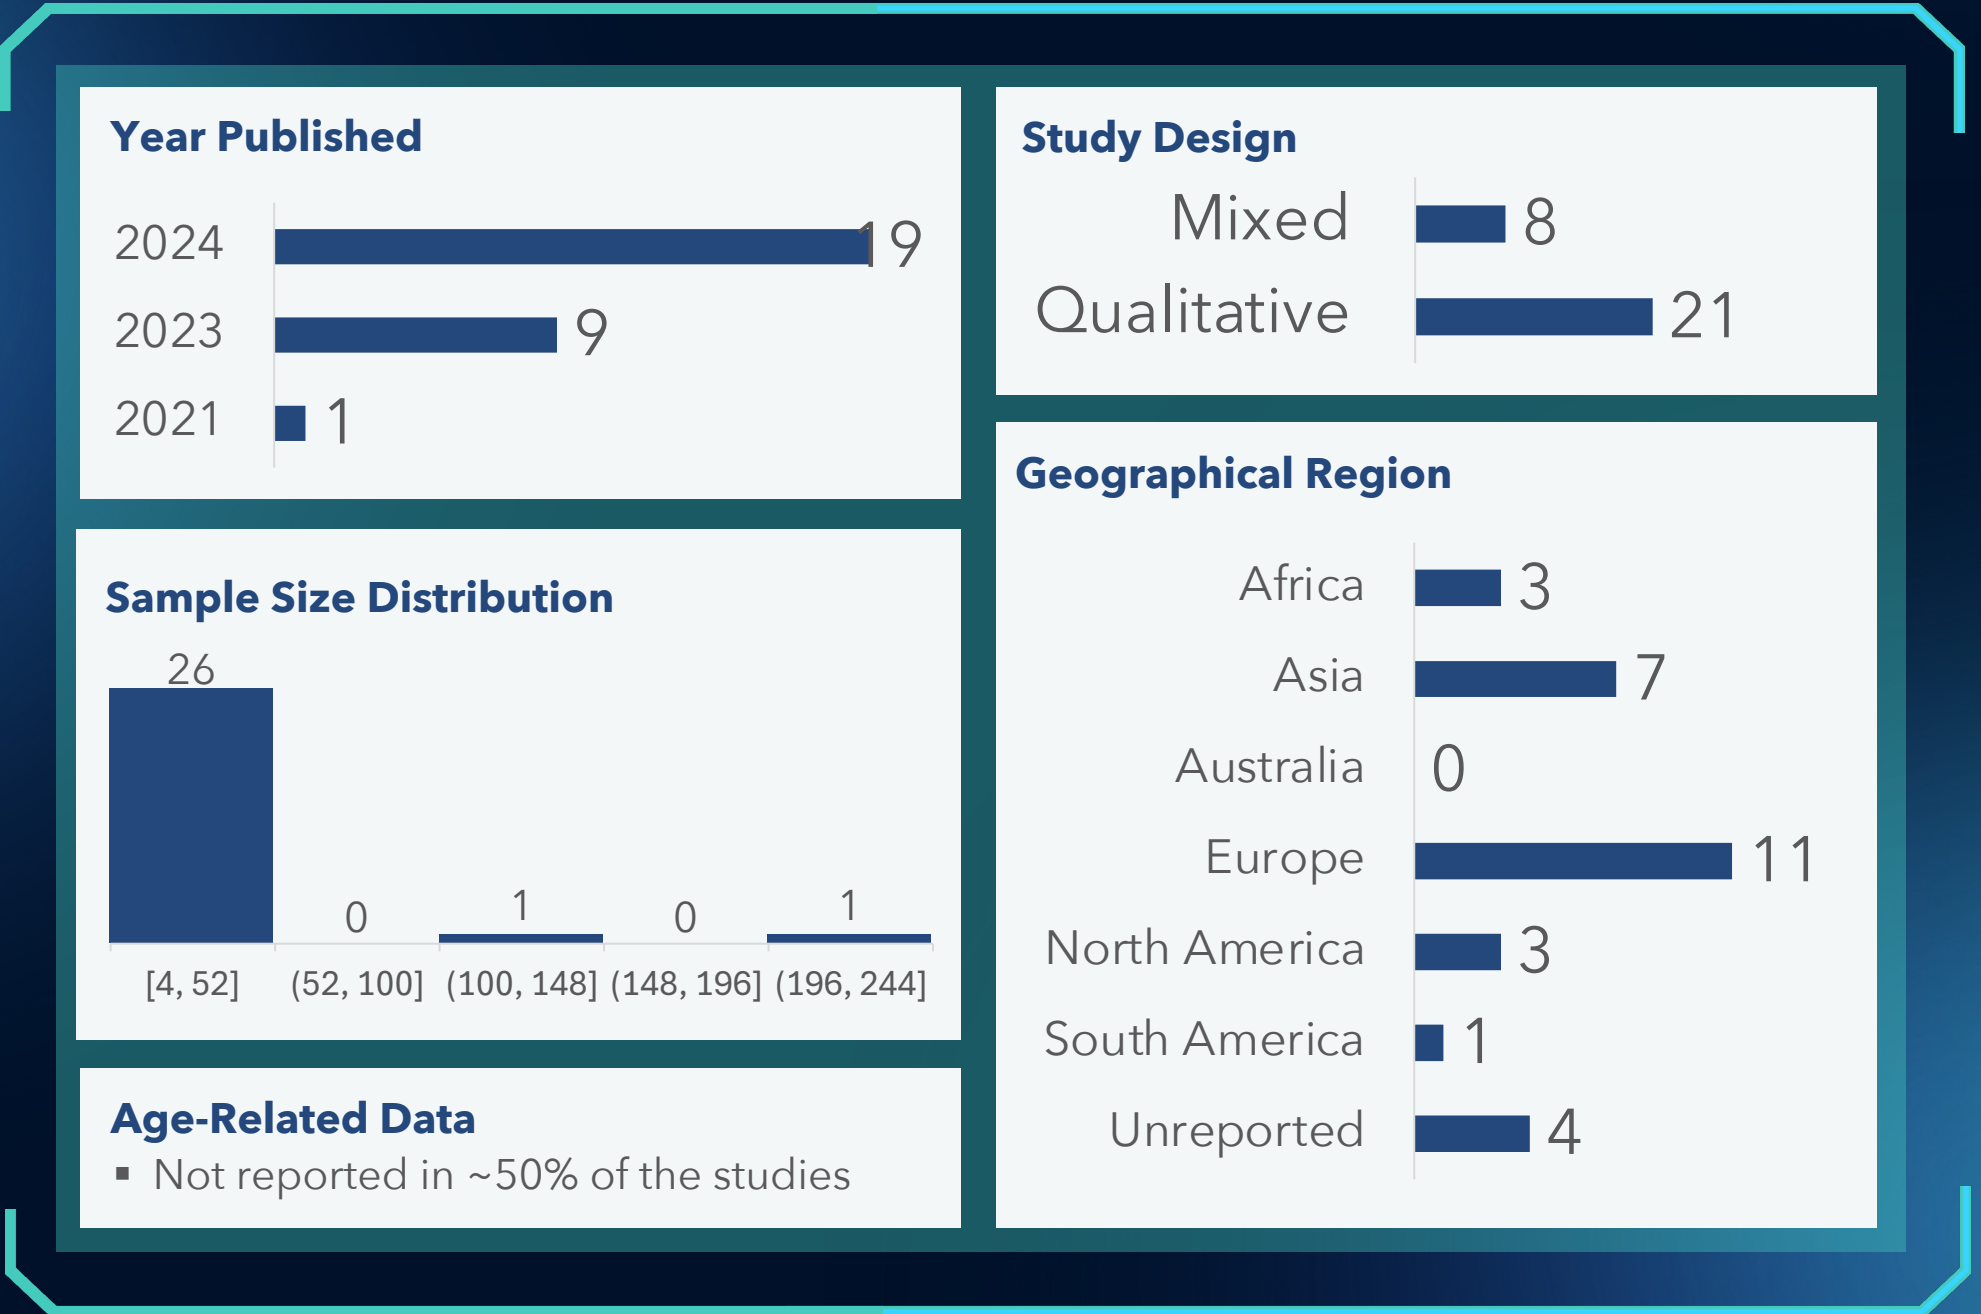 Year Published
2024 19
2023 9
2021 1
Sample Size Distribution
26 0 1 0 1
[4, 52] (52, 100] (100, 148] (148, 196] (196, 244]
Age-Related Data
▪ Not reported in ~50% of the studies
Study Design
Mixed 8
Qualitative 21
Geographical Region
Africa 3
Asia 7
Australia 0
Europe 11
North America 3
South America 1
Unreported 4